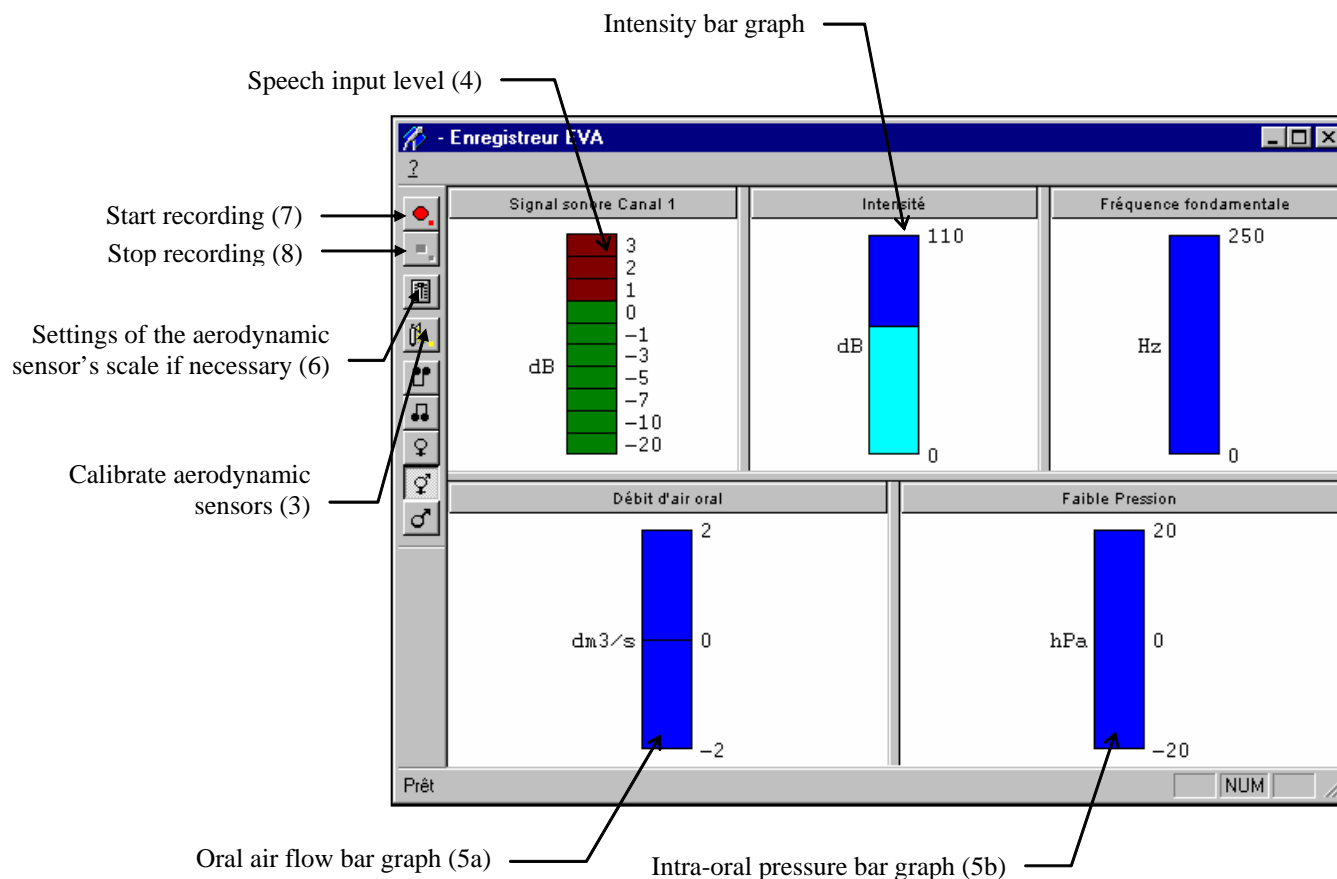 Intensity bar graph
Speech input level (4)
- Enregistreur EVA
?
Start recording (7)
Stop recording (8)
Settings of the aerodynamic
sensor's scale if necessary (6)
Calibrate aerodynamic
sensors (3)
Signal sonore Canal 1
dB
3
2
1
0
-1
-3
-5
-7
-10
-20
Intensité
110
dB
0
Fréquence fondamentale
250
Hz
0
Débit d'air oral
2
dm3/s
0
-2
Faible Pression
20
hPa
0
-20
Prêt
NUM
Oral air flow bar graph (5a)
Intra-oral pressure bar graph (5b)